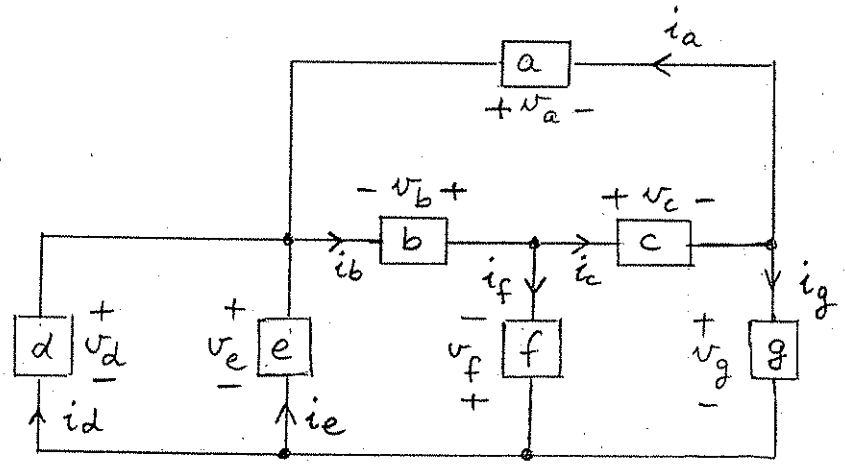 i_a
a
+ v_a -
- v_b +
+ v_c -
b
c
i_b
i_f
i_c
i_g
d
+
v_d
-
+
v_e
-
e
-
v_f
+
f
+
v_g
-
g
i_d
i_e